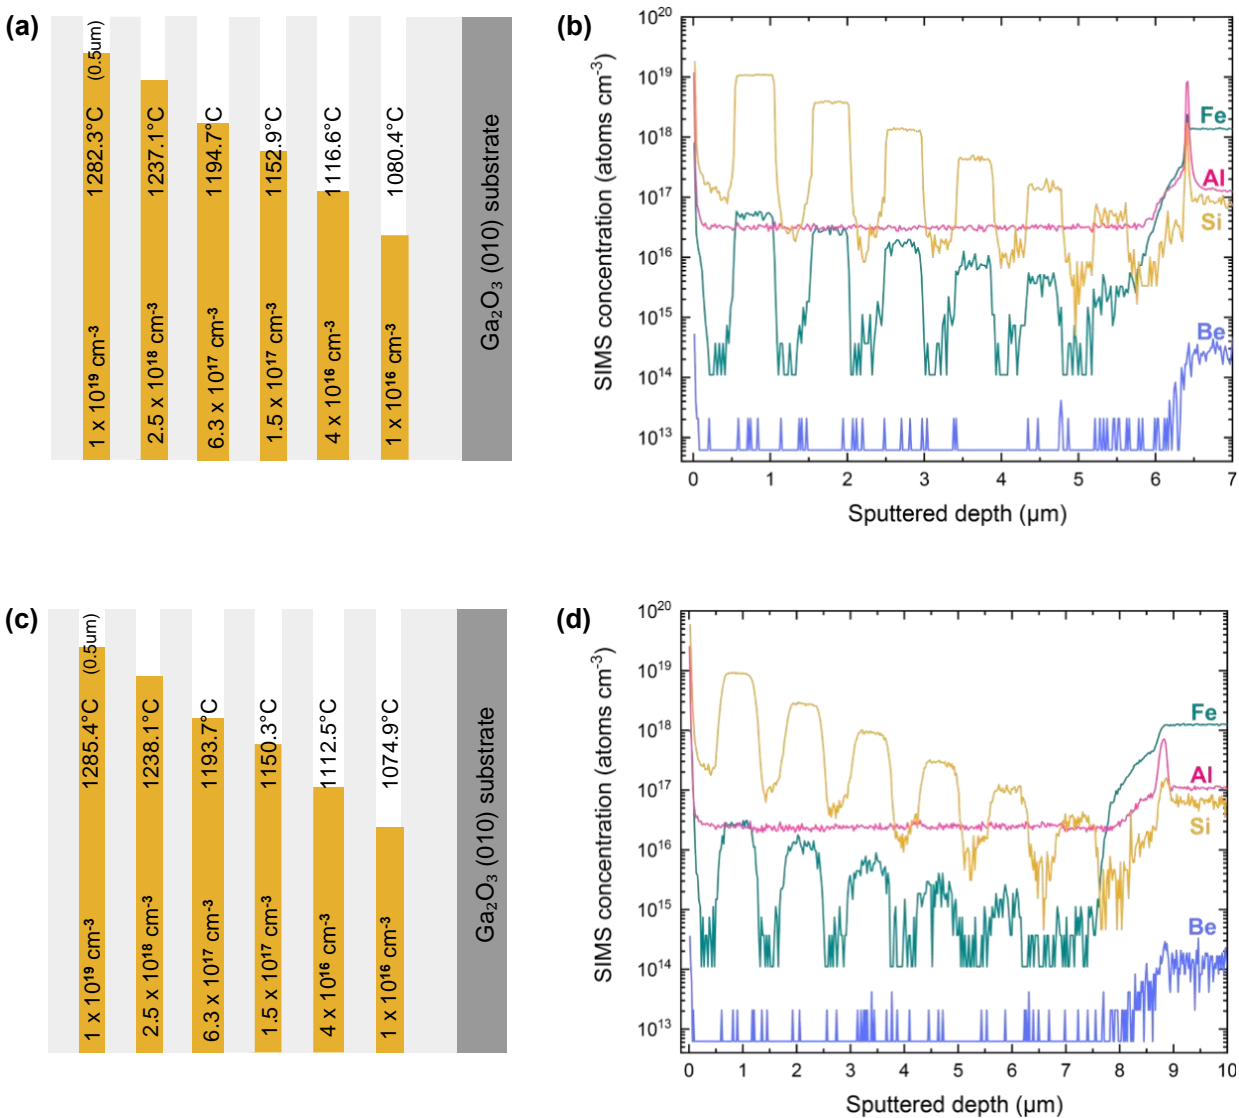 (a)
(0.5um)
1282.3°C
1237.1°C
1194.7°C
1152.9°C
1116.6°C
1080.4°C
1 x 10¹⁹ cm⁻³
2.5 x 10¹⁸ cm⁻³
6.3 x 10¹⁷ cm⁻³
1.5 x 10¹⁷ cm⁻³
4 x 10¹⁶ cm⁻³
1 x 10¹⁶ cm⁻³
Ga₂O₃ (010) substrate
(b)
SIMS concentration (atoms cm⁻³)
10²⁰
10¹⁹
10¹⁸
10¹⁷
10¹⁶
10¹⁵
10¹⁴
10¹³
Fe
Al
Si
Be
0 1 2 3 4 5 6 7
Sputtered depth (µm)
(c)
(0.5um)
1285.4°C
1238.1°C
1193.7°C
1150.3°C
1112.5°C
1074.9°C
1 x 10¹⁹ cm⁻³
2.5 x 10¹⁸ cm⁻³
6.3 x 10¹⁷ cm⁻³
1.5 x 10¹⁷ cm⁻³
4 x 10¹⁶ cm⁻³
1 x 10¹⁶ cm⁻³
Ga₂O₃ (010) substrate
(d)
SIMS concentration (atoms cm⁻³)
10²⁰
10¹⁹
10¹⁸
10¹⁷
10¹⁶
10¹⁵
10¹⁴
10¹³
Fe
Al
Si
Be
0 1 2 3 4 5 6 7 8 9 10
Sputtered depth (µm)